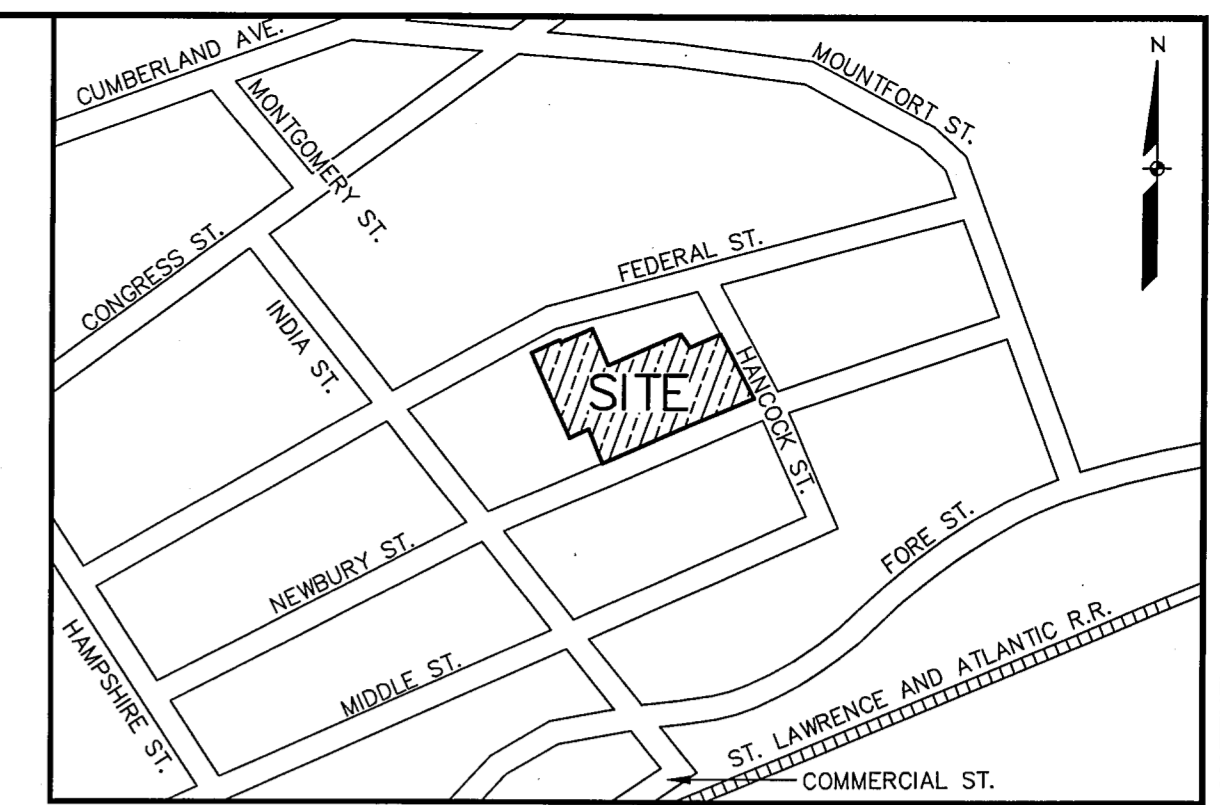 CUMBERLAND AVE.
MOUNTFORT ST.
N
MONTGOMERY ST.
CONGRESS ST.
FEDERAL ST.
INDIA ST.
SITE
HANCOCK ST.
NEWBURY ST.
FORE ST.
HAMPSHIRE ST.
MIDDLE ST.
ST. LAWRENCE AND ATLANTIC R.R.
COMMERCIAL ST.